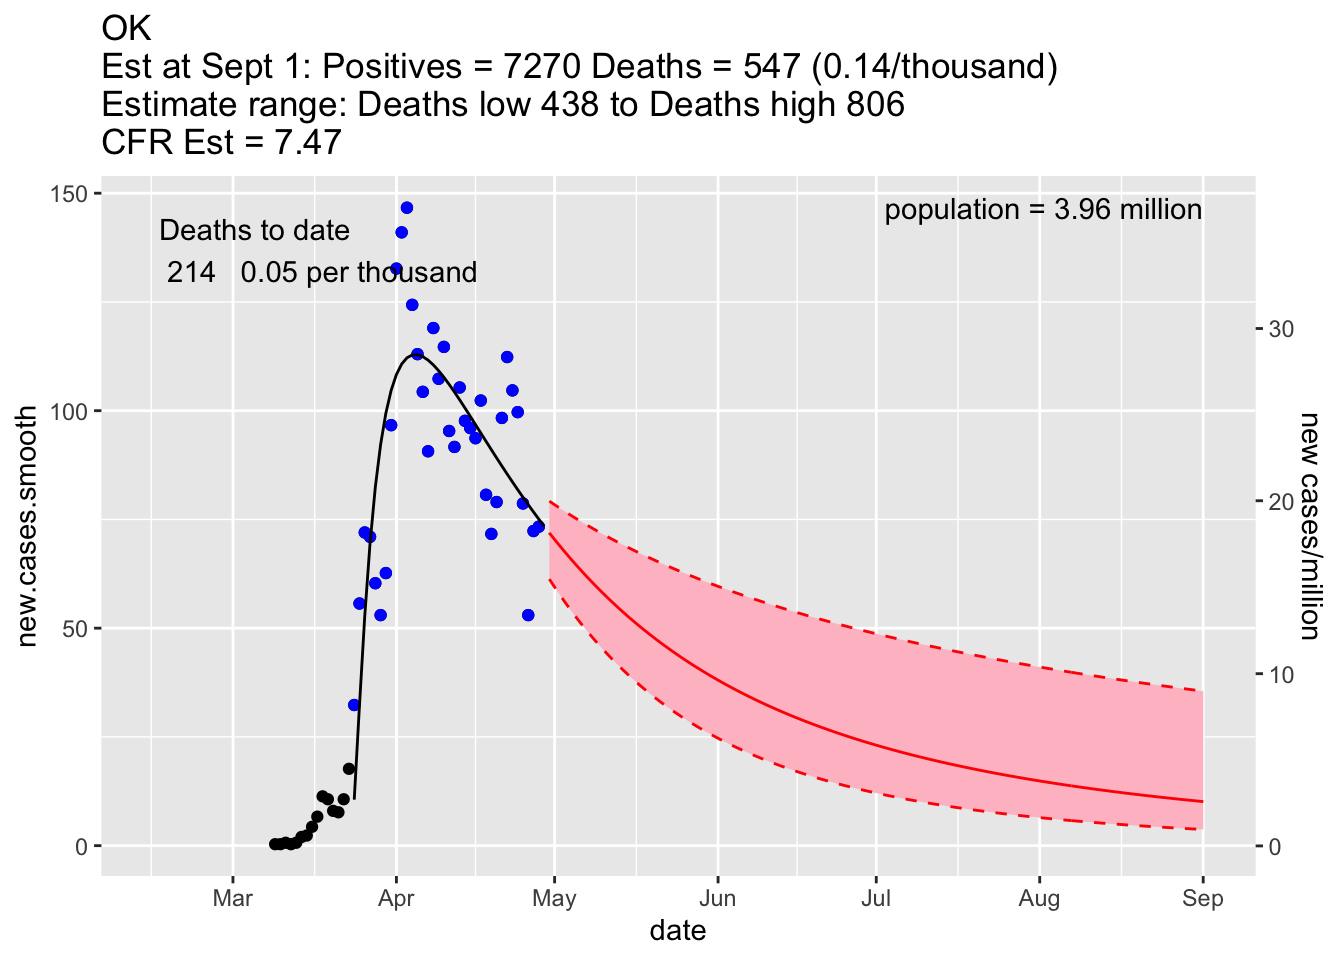 OK
Est at Sept 1: Positives = 7270 Deaths = 547 (0.14/thousand)
Estimate range: Deaths low 438 to Deaths high 806
CFR Est = 7.47
150
100
50
0
new.cases.smooth
Deaths to date
214   0.05 per thousand
population = 3.96 million
30
20
10
0
new cases/million
Mar Apr May Jun Jul Aug Sep
date